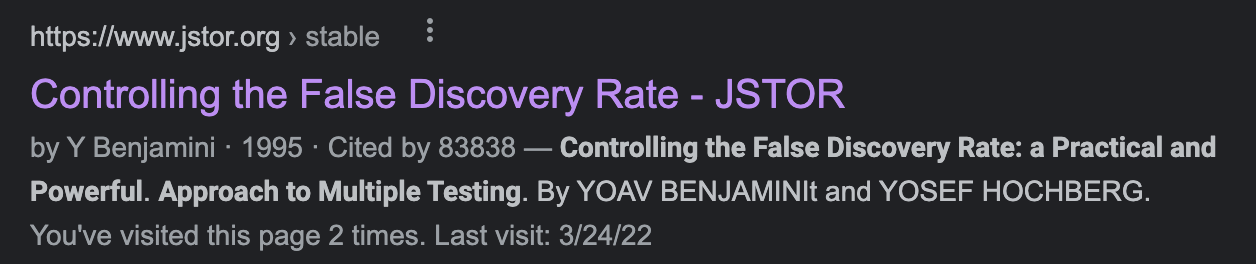 https://www.jstor.org › stable
Controlling the False Discovery Rate - JSTOR
by Y Benjamini · 1995 · Cited by 83838 — Controlling the False Discovery Rate: a Practical and
Powerful. Approach to Multiple Testing. By YOAV BENJAMINIt and YOSEF HOCHBERG.
You've visited this page 2 times. Last visit: 3/24/22